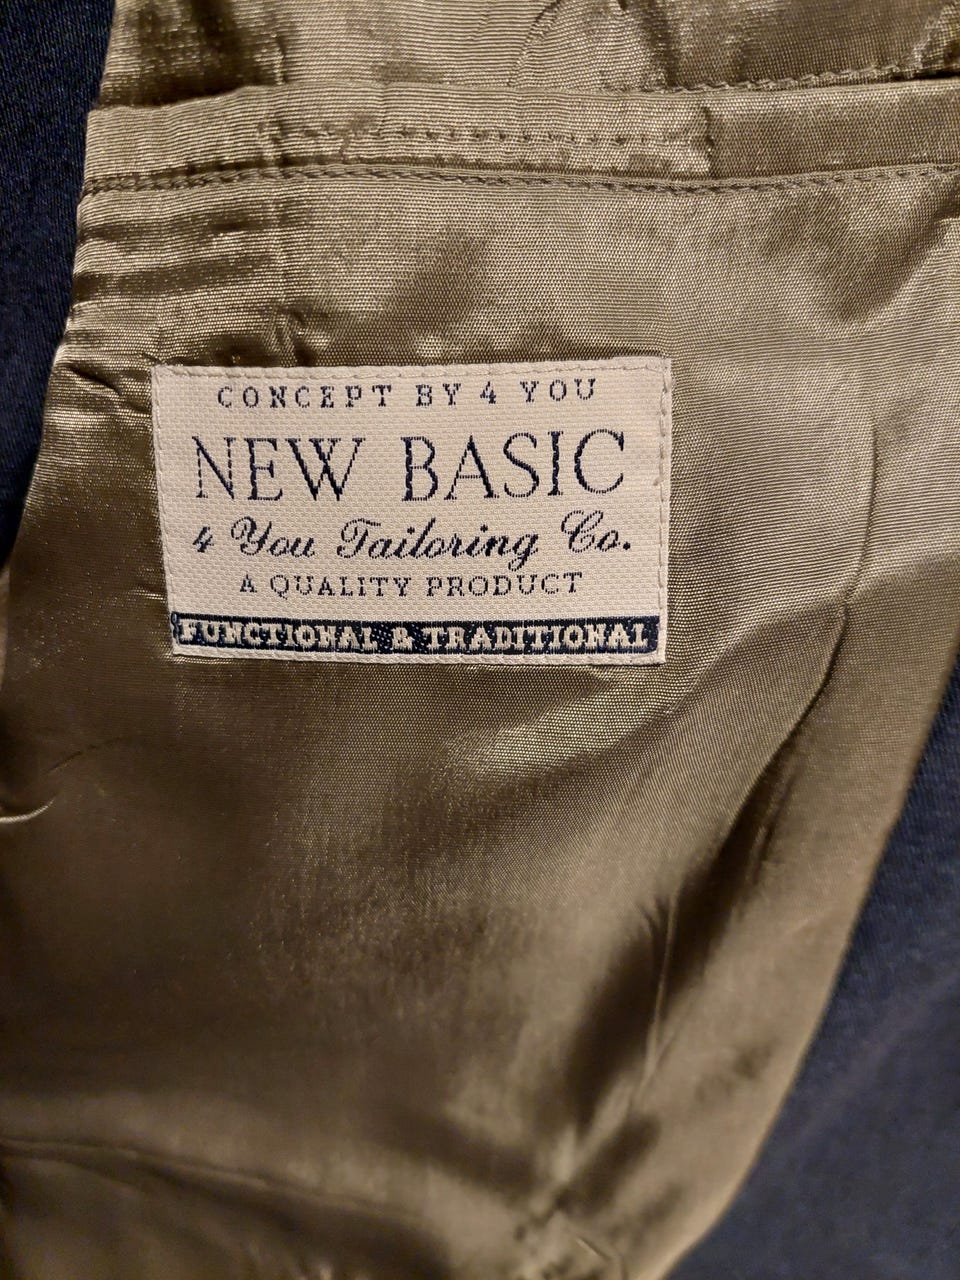 CONCEPT BY 4 YOU
NEW BASIC
4 You Tailoring Co.
A QUALITY PRODUCT
FUNCTIONAL & TRADITIONAL